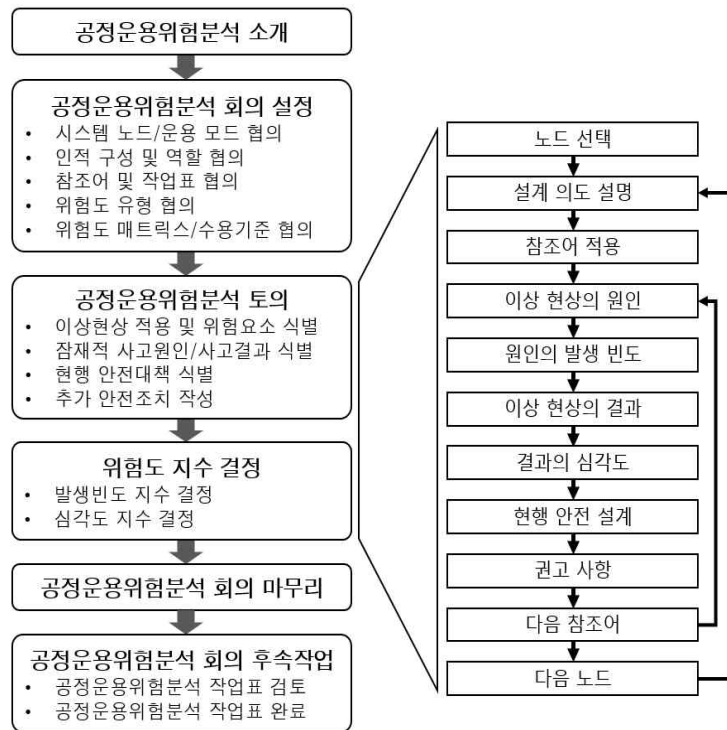 공정운용위험분석 소개
공정운용위험분석 회의 설정
• 시스템 노드/운용 모드 협의
• 인적 구성 및 역할 협의
• 참조어 및 작업표 협의
• 위험도 유형 협의
• 위험도 매트릭스/수용기준 협의
공정운용위험분석 토의
• 이상현상 적용 및 위험요소 식별
• 잠재적 사고원인/사고결과 식별
• 현행 안전대책 식별
• 추가 안전조치 작성
위험도 지수 결정
• 발생빈도 지수 결정
• 심각도 지수 결정
공정운용위험분석 회의 마무리
공정운용위험분석 회의 후속작업
• 공정운용위험분석 작업표 검토
• 공정운용위험분석 작업표 완료
노드 선택
설계 의도 설명
참조어 적용
이상 현상의 원인
원인의 발생 빈도
이상 현상의 결과
결과의 심각도
현행 안전 설계
권고 사항
다음 참조어
다음 노드